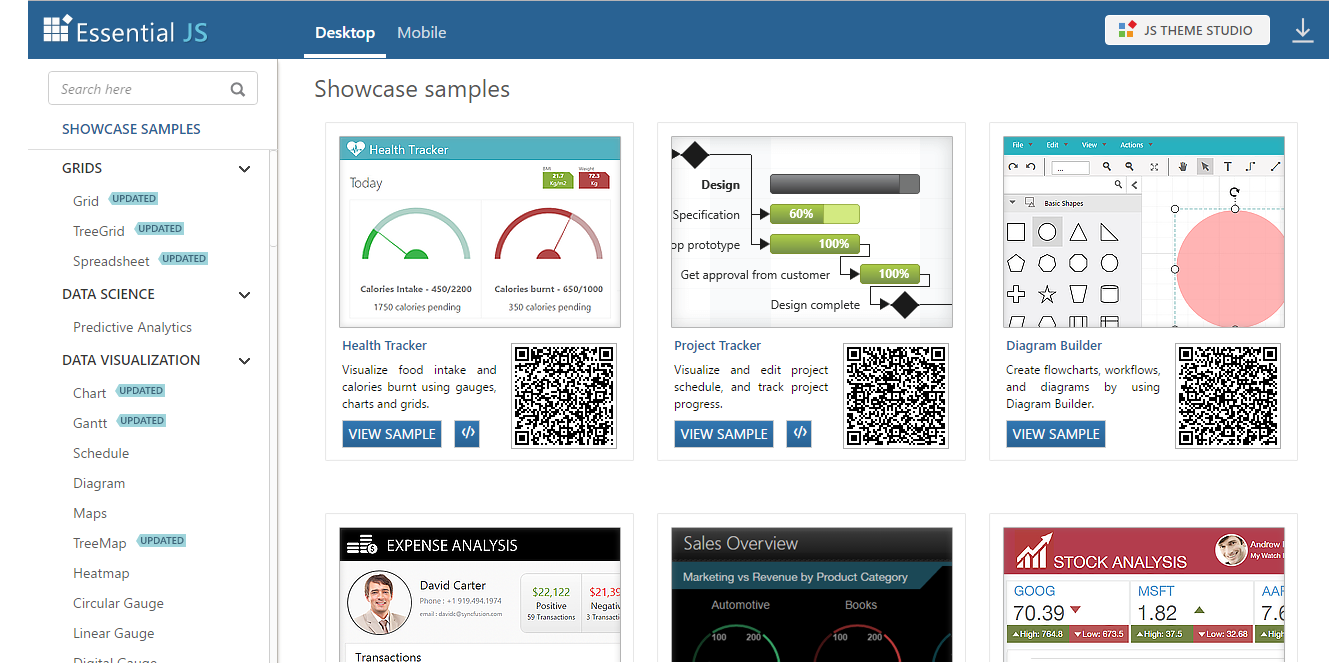 Essential JS
Desktop
Mobile
JS THEME STUDIO
Search here
SHOWCASE SAMPLES
GRIDS
Grid UPDATED
TreeGrid UPDATED
Spreadsheet UPDATED
DATA SCIENCE
Predictive Analytics
DATA VISUALIZATION
Chart UPDATED
Gantt UPDATED
Schedule
Diagram
Maps
TreeMap UPDATED
Heatmap
Circular Gauge
Linear Gauge
Digital Gauge
Showcase samples
Health Tracker
Today
BMI
21.7
Kg/m2
Weight
72.3
Kg
Calories Intake - 450/2200
1750 calories pending
Calories burnt - 650/1000
350 calories pending
Health Tracker
Visualize food intake and
calories burnt using gauges,
charts and grids.
VIEW SAMPLE
Design
Specification
60%
op prototype
100%
Get approval from customer
100%
Design complete
Project Tracker
Visualize and edit project
schedule, and track project
progress.
VIEW SAMPLE
File Edit View Actions
...
Basic Shapes
Diagram Builder
Create flowcharts, workflows,
and diagrams by using
Diagram Builder.
VIEW SAMPLE
EXPENSE ANALYSIS
David Carter
Phone : +1 919.494.1974
email : davidc@syncfusion.com
$22,122
Positive
59 Transactions
$21,39
Negativ
3 Transacti
Transactions
Sales Overview
Marketing vs Revenue by Product Category
Automotive
Books
100 200
100 200
STOCK ANALYSIS
Andrew
My Watch
GOOG
70.39
High: 764.8
Low: 673.5
MSFT
1.82
High: 37.5
Low: 32.68
AAP
7.6
High